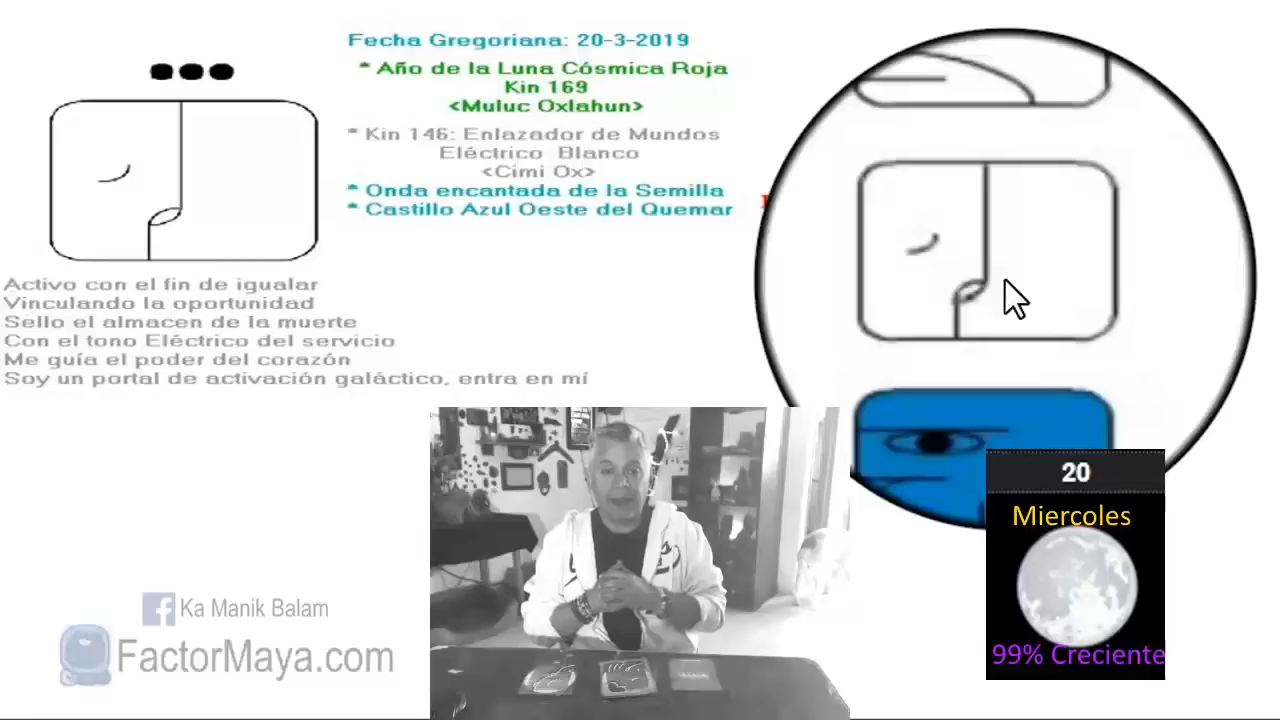 Fecha Gregoriana: 20-3-2019
* Año de la Luna Cósmica Roja
Kin 169
<Muluc Oxlahun>
* Kin 146: Enlazador de Mundos
Eléctrico Blanco
<Cimi Ox>
* Onda encantada de la Semilla
* Castillo Azul Oeste del Quemar
Activo con el fin de igualar
Vinculando la oportunidad
Sello el almacen de la muerte
Con el tono Eléctrico del servicio
Me guía el poder del corazón
Soy un portal de activación galáctico, entra en mí
20
Miercoles
99% Creciente
Ka Manik Balam
FactorMaya.com